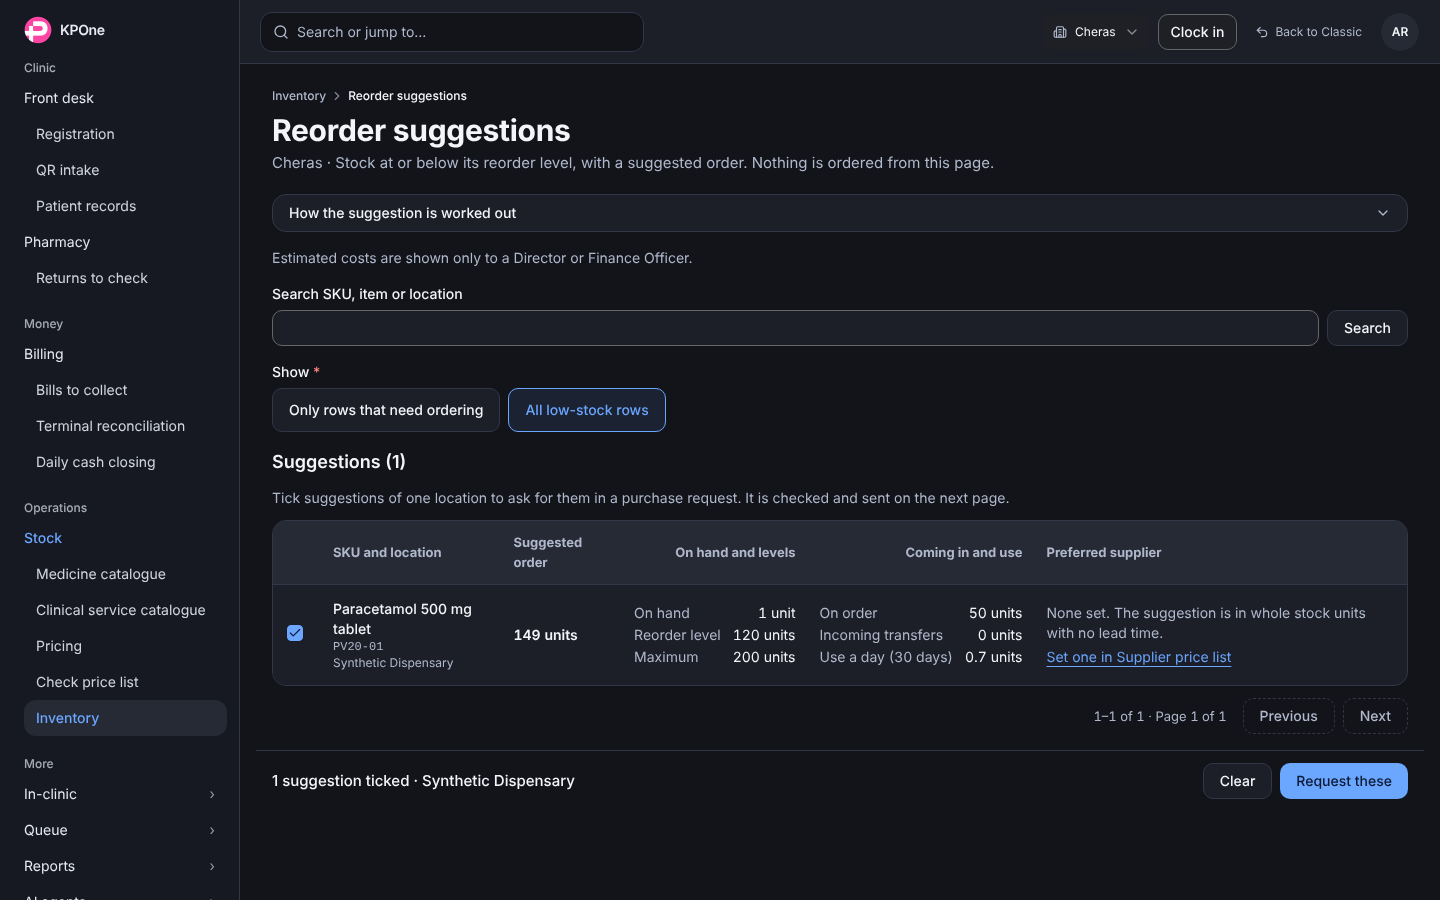 KPOne
Search or jump to...
Cheras
Clock in
Back to Classic
AR
Clinic
Front desk
Registration
QR intake
Patient records
Pharmacy
Returns to check
Money
Billing
Bills to collect
Terminal reconciliation
Daily cash closing
Operations
Stock
Medicine catalogue
Clinical service catalogue
Pricing
Check price list
Inventory
More
In-clinic
Queue
Reports
Inventory > Reorder suggestions
Reorder suggestions
Cheras · Stock at or below its reorder level, with a suggested order. Nothing is ordered from this page.
How the suggestion is worked out
Estimated costs are shown only to a Director or Finance Officer.
Search SKU, item or location
Search
Show *
Only rows that need ordering
All low-stock rows
Suggestions (1)
Tick suggestions of one location to ask for them in a purchase request. It is checked and sent on the next page.
SKU and location
Suggested
order
On hand and levels
Coming in and use
Preferred supplier
Paracetamol 500 mg
tablet
PV20-01
Synthetic Dispensary
149 units
On hand 1 unit
Reorder level 120 units
Maximum 200 units
On order 50 units
Incoming transfers 0 units
Use a day (30 days) 0.7 units
None set. The suggestion is in whole stock units
with no lead time.
Set one in Supplier price list
1–1 of 1 · Page 1 of 1
Previous
Next
1 suggestion ticked · Synthetic Dispensary
Clear
Request these